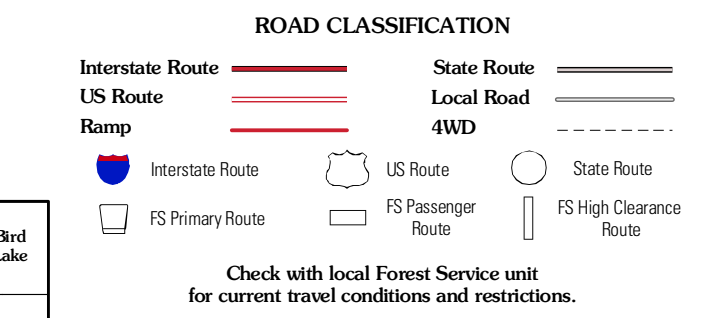 ROAD CLASSIFICATION
Interstate Route
State Route
US Route
Local Road
Ramp
4WD
Interstate Route
US Route
State Route
FS Primary Route
FS Passenger
Route
FS High Clearance
Route
Bird
Lake
Check with local Forest Service unit
for current travel conditions and restrictions.